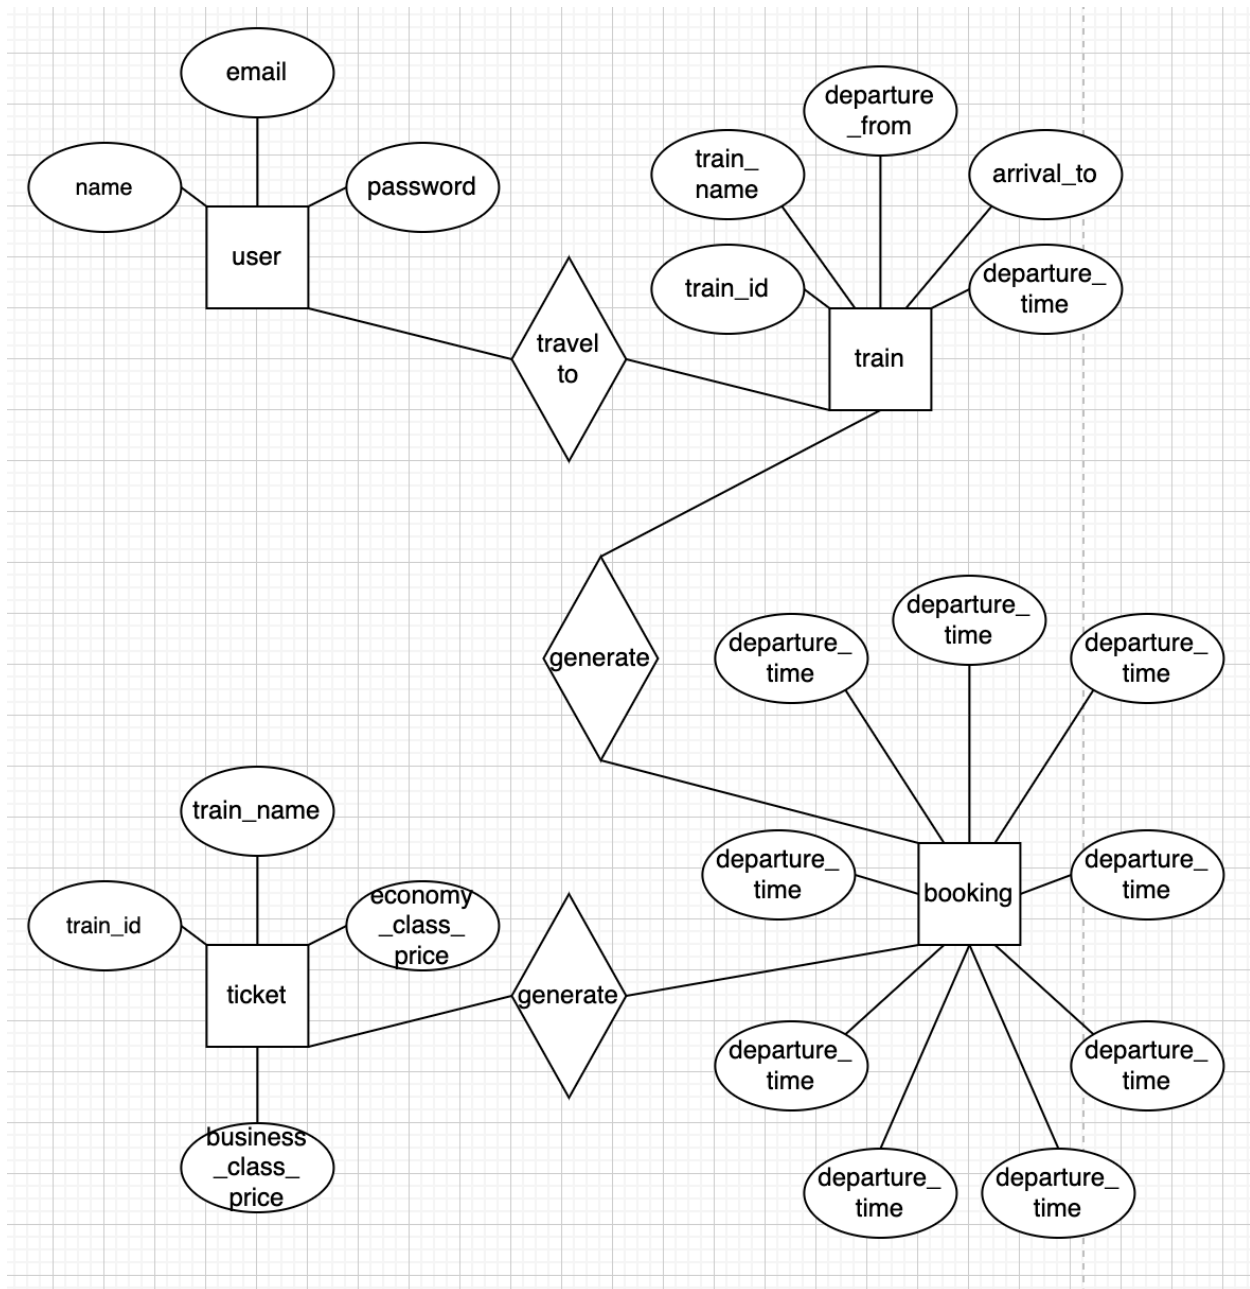 email
name
password
user
departure
_from
train_
name
arrival_to
train_id
departure_
time
travel
to
train
generate
departure_
time
departure_
time
departure_
time
departure_
time
booking
departure_
time
train_name
train_id
economy
_class_
price
ticket
generate
business
_class_
price
departure_
time
departure_
time
departure_
time
departure_
time